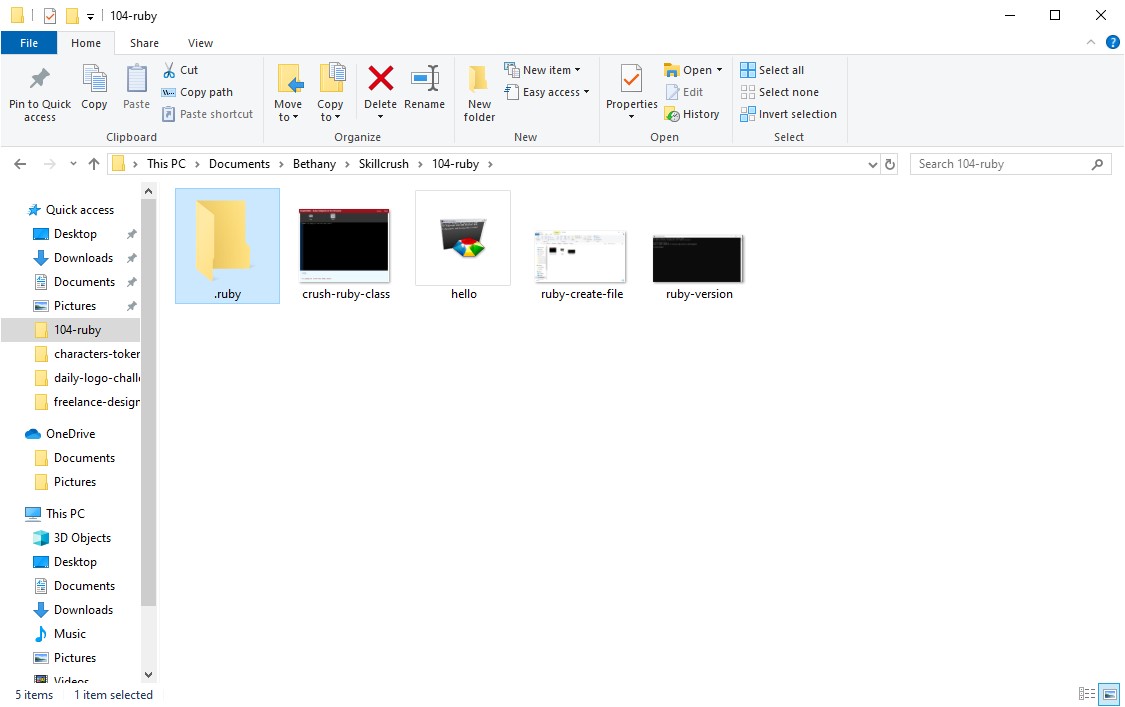 104-ruby
File Home Share View
Pin to Quick access
Copy
Paste
Cut
Copy path
Paste shortcut
Clipboard
Move to
Copy to
Delete
Rename
Organize
New folder
New item
Easy access
New
Properties
Open
Edit
History
Open
Select all
Select none
Invert selection
Select
This PC > Documents > Bethany > Skillcrush > 104-ruby >
Search 104-ruby
Quick access
Desktop
Downloads
Documents
Pictures
104-ruby
characters-token
daily-logo-challe
freelance-design
OneDrive
Documents
Pictures
This PC
3D Objects
Desktop
Documents
Downloads
Music
Pictures
Videos
.ruby
crush-ruby-class
hello
ruby-create-file
ruby-version
5 items 1 item selected